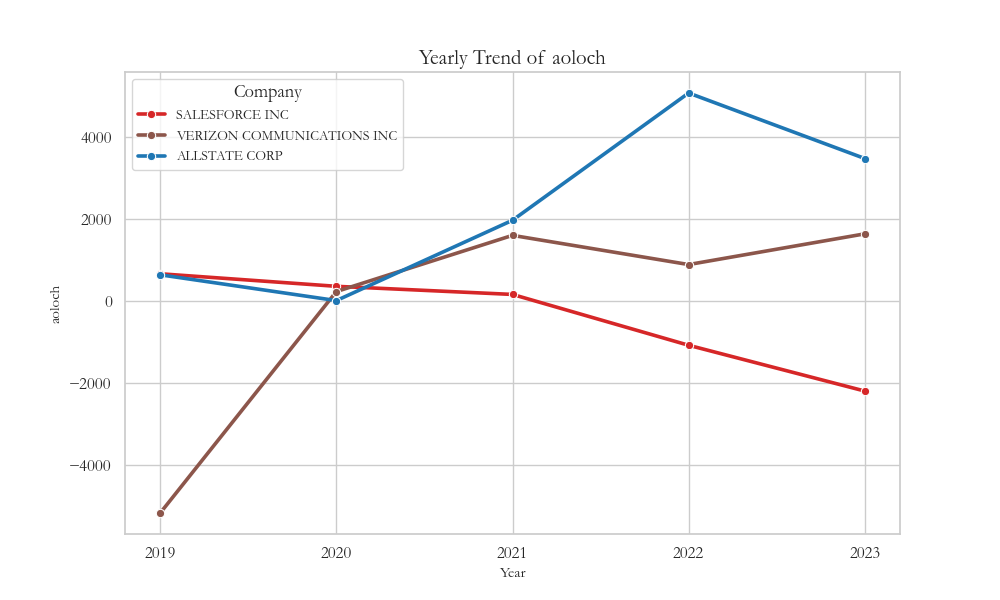 Yearly Trend of aoloch
Company
SALESFORCE INC
VERIZON COMMUNICATIONS INC
ALLSTATE CORP
4000
2000
0
−2000
−4000
aoloch
2019 2020 2021 2022 2023
Year